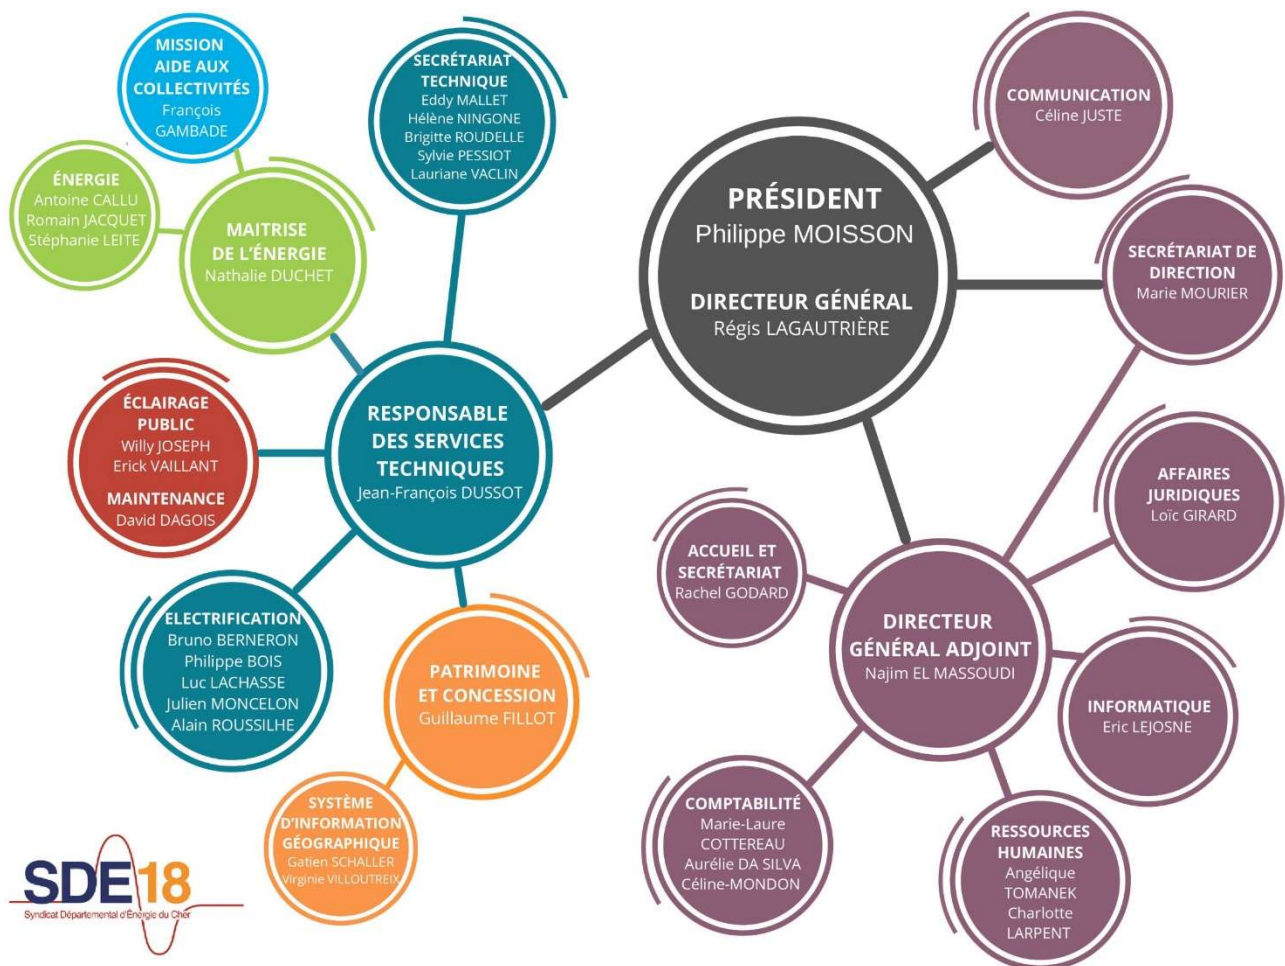 MISSION
AIDE AUX
COLLECTIVITÉS
François
GAMBADE
ÉNERGIE
Antoine CALLU
Romain JACQUET
Stéphanie LEITE
MAITRISE
DE L'ÉNERGIE
Nathalie DUCHET
SECRÉTARIAT
TECHNIQUE
Eddy MALLET
Hélène NINGONE
Brigitte ROUDELLE
Sylvie PESSIOT
Lauriane VACLIN
ÉCLAIRAGE
PUBLIC
Willy JOSEPH
Erick VAILLANT
MAINTENANCE
David DAGOIS
RESPONSABLE
DES SERVICES
TECHNIQUES
Jean-François DUSSOT
ELECTRIFICATION
Bruno BERNERON
Philippe BOIS
Luc LACHASSE
Julien MONCELON
Alain ROUSSILHE
PATRIMOINE
ET CONCESSION
Guillaume FILLOT
SYSTÈME
D'INFORMATION
GÉOGRAPHIQUE
Gatien SCHALLER
Virginie VILLOUTREIX
SDE18
Syndicat Départemental d'Énergie du Cher
PRÉSIDENT
Philippe MOISSON
DIRECTEUR GÉNÉRAL
Régis LAGAUTRIÈRE
COMMUNICATION
Céline JUSTE
SECRÉTARIAT DE
DIRECTION
Marie MOURIER
AFFAIRES
JURIDIQUES
Loïc GIRARD
ACCUEIL ET
SECRÉTARIAT
Rachel GODARD
DIRECTEUR
GÉNÉRAL ADJOINT
Najim EL MASSOUDI
INFORMATIQUE
Eric LEJOSNE
COMPTABILITÉ
Marie-Laure
COTTEREAU
Aurélie DA SILVA
Céline-MONDON
RESSOURCES
HUMAINES
Angélique
TOMANEK
Charlotte
LARPENT